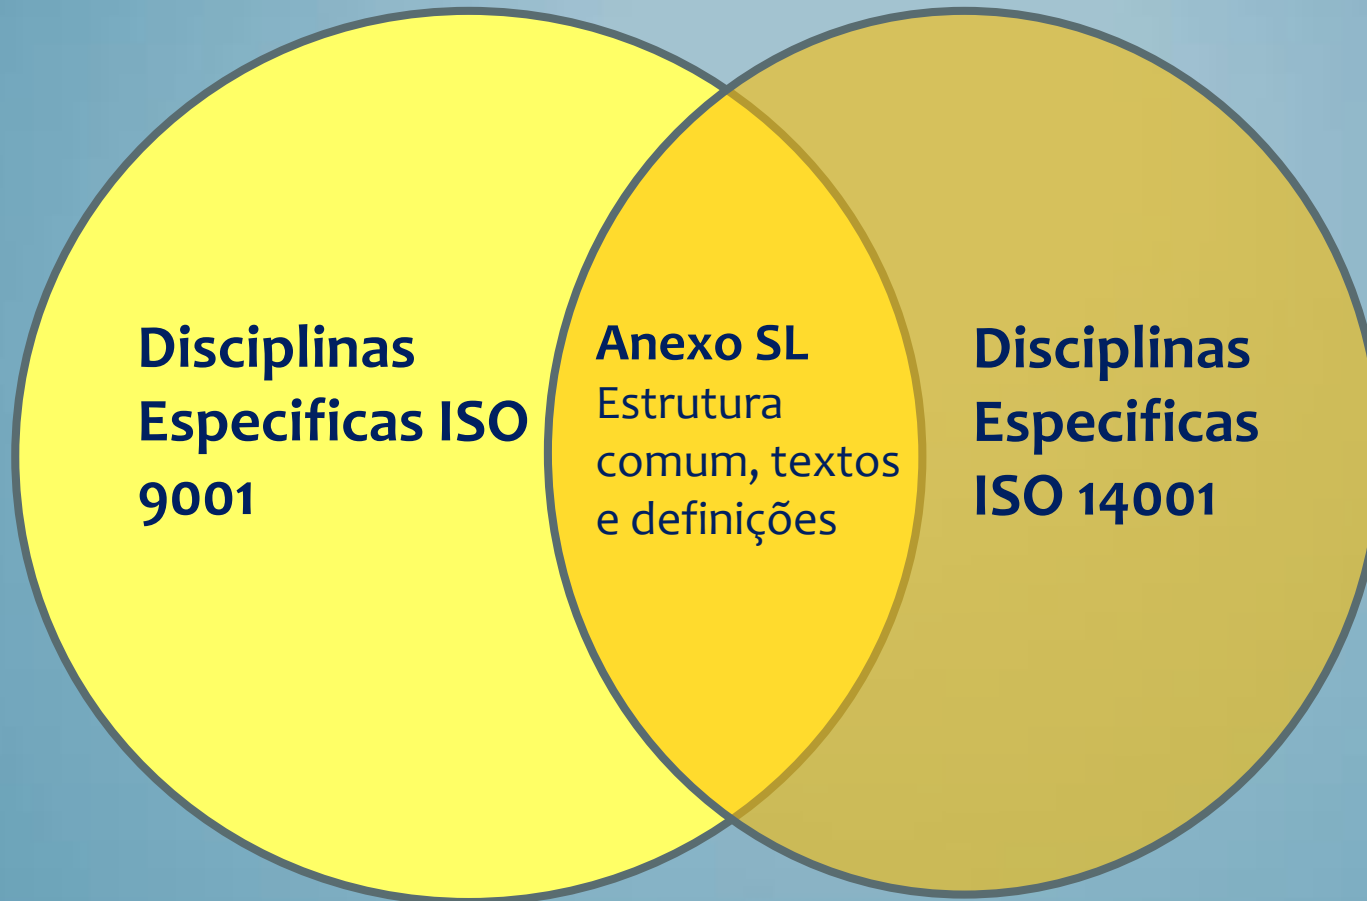 Disciplinas
Especificas ISO
9001
Anexo SL
Estrutura
comum, textos
e definições
Disciplinas
Especificas
ISO 14001